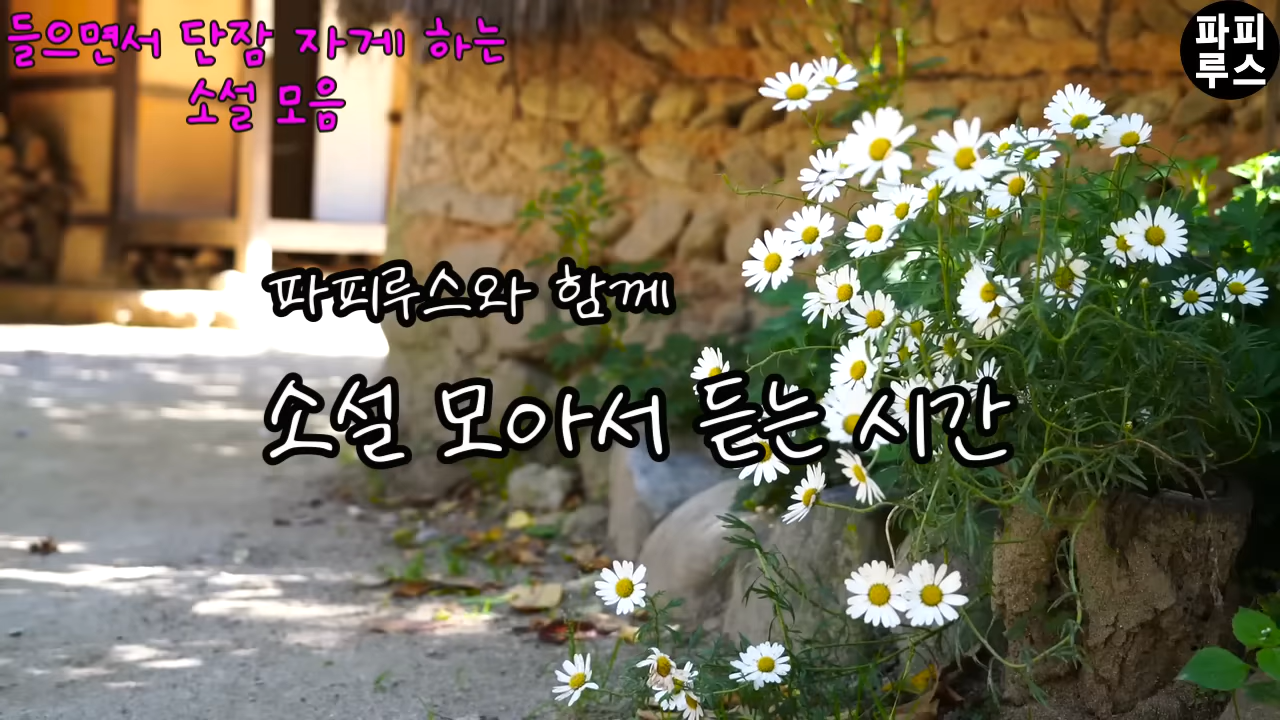 들으면서 단잠 자게 하는
소설 모음
파피
루스
파피루스와 함께
소설 모아서 듣는 시간